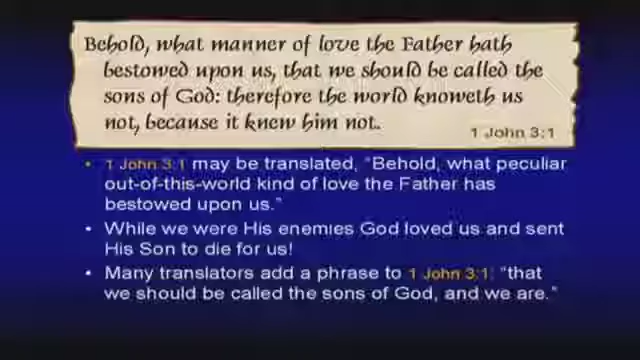 Behold, what manner of love the Father hath
bestowed upon us, that we should be called the
sons of God: therefore the world knoweth us
not, because it knew him not.
1 John 3:1
• 1 John 3:1 may be translated, "Behold, what peculiar
out-of-this-world kind of love the Father has
bestowed upon us."
• While we were His enemies God loved us and sent
His Son to die for us!
• Many translators add a phrase to 1 John 3:1: "that
we should be called the sons of God, and we are."